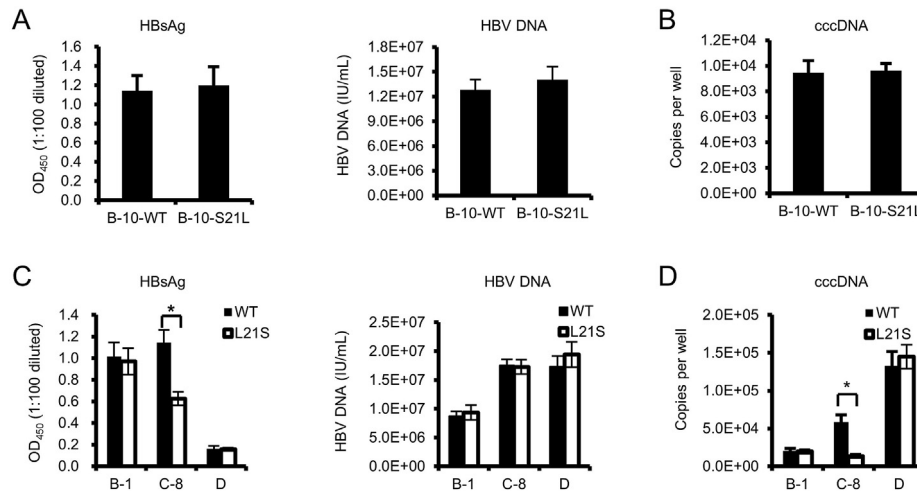 A
HBsAg
OD450 (1:100 diluted)
1.6
1.4
1.2
1.0
0.8
0.6
0.4
0.2
0.0
B-10-WT B-10-S21L
HBV DNA
HBV DNA (IU/mL)
1.8E+07
1.5E+07
1.2E+07
9.0E+06
6.0E+06
3.0E+06
0.0E+00
B-10-WT B-10-S21L
B
cccDNA
Copies per well
1.2E+04
1.0E+04
8.0E+03
6.0E+03
4.0E+03
2.0E+03
0.0E+00
B-10-WT B-10-S21L
C
HBsAg
OD450 (1:100 diluted)
1.4
1.2
1.0
0.8
0.6
0.4
0.2
0.0
*
WT
L21S
B-1 C-8 D
HBV DNA
HBV DNA (IU/mL)
2.5E+07
2.0E+07
1.5E+07
1.0E+07
5.0E+06
0.0E+00
WT
L21S
B-1 C-8 D
D
cccDNA
Copies per well
2.0E+05
1.5E+05
1.0E+05
5.0E+04
0.0E+00
*
WT
L21S
B-1 C-8 D